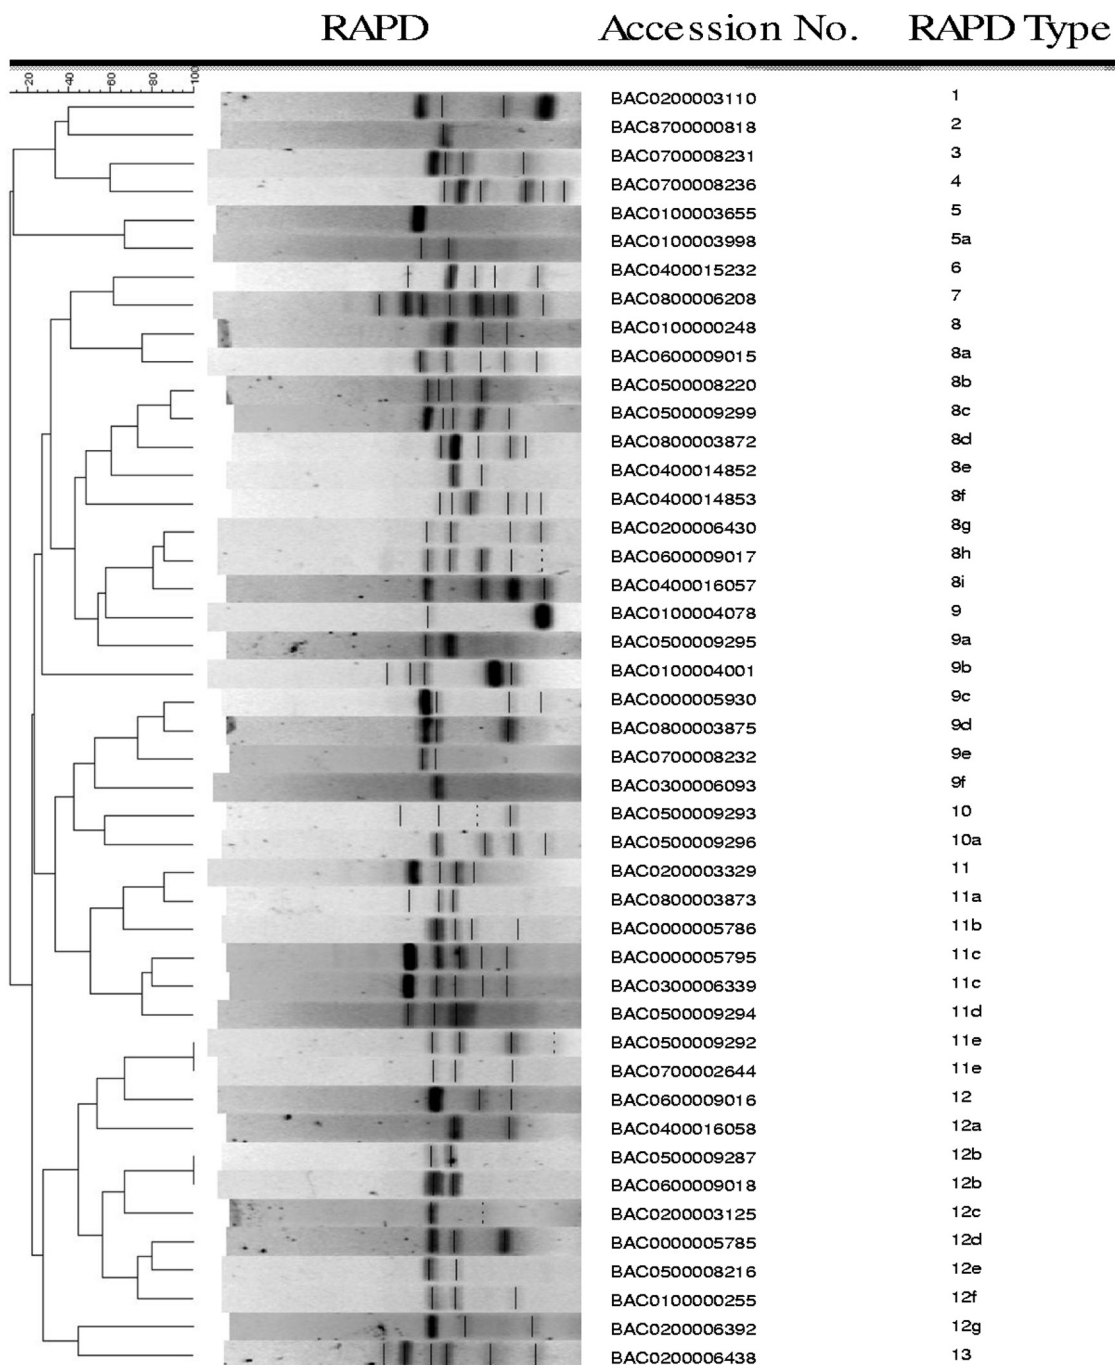 RAPD Accession No. RAPD Type
20 40 60 80 100
BAC0200003110 1
BAC8700000818 2
BAC0700008231 3
BAC0700008236 4
BAC0100003655 5
BAC0100003998 5a
BAC0400015232 6
BAC0800006208 7
BAC0100000248 8
BAC0600009015 8a
BAC0500008220 8b
BAC0500009299 8c
BAC0800003872 8d
BAC0400014852 8e
BAC0400014853 8f
BAC0200006430 8g
BAC0600009017 8h
BAC0400016057 8i
BAC0100004078 9
BAC0500009295 9a
BAC0100004001 9b
BAC0000005930 9c
BAC0800003875 9d
BAC0700008232 9e
BAC0300006093 9f
BAC0500009293 10
BAC0500009296 10a
BAC0200003329 11
BAC0800003873 11a
BAC0000005786 11b
BAC0000005795 11c
BAC0300006339 11c
BAC0500009294 11d
BAC0500009292 11e
BAC0700002644 11e
BAC0600009016 12
BAC0400016058 12a
BAC0500009287 12b
BAC0600009018 12b
BAC0200003125 12c
BAC0000005785 12d
BAC0500008216 12e
BAC0100000255 12f
BAC0200006392 12g
BAC0200006438 13